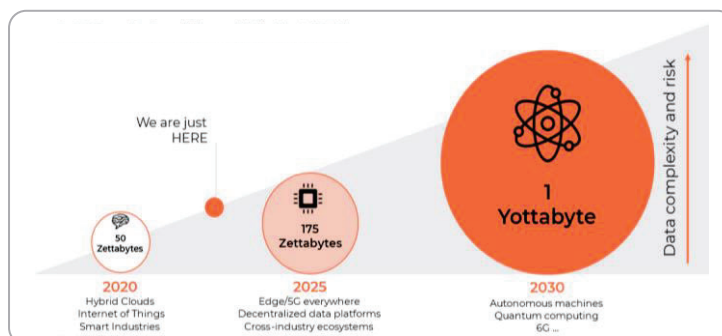 We are just
HERE
50
Zettabytes
175
Zettabytes
1
Yottabyte
Data complexity and risk
2020
Hybrid Clouds
Internet of Things
Smart Industries
2025
Edge/5G everywhere
Decentralized data platforms
Cross-industry ecosystems
2030
Autonomous machines
Quantum computing
6G ...